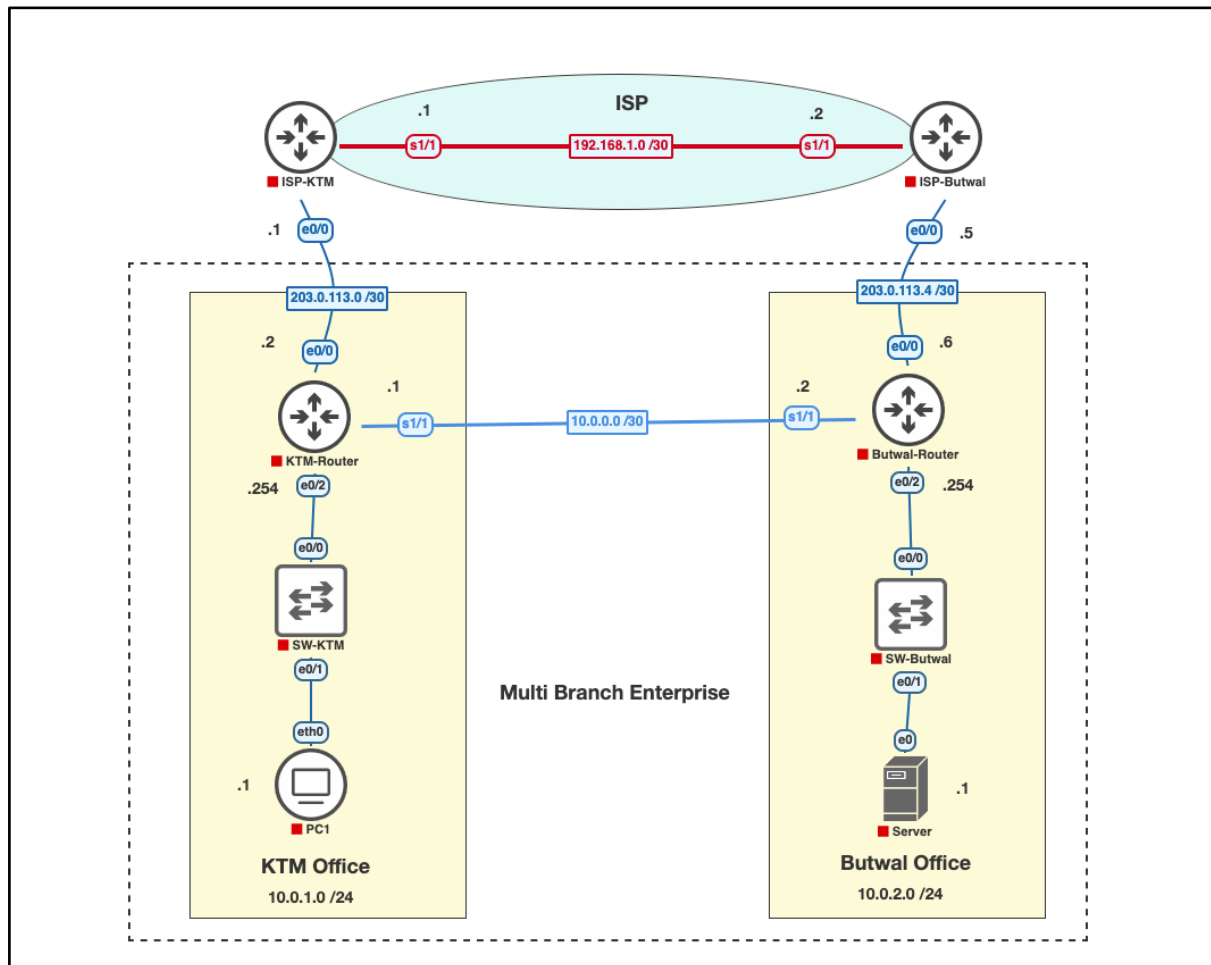 ISP
.1
.2
s1/1
192.168.1.0 /30
s1/1
ISP-KTM
ISP-Butwal
.1
e0/0
e0/0
.5
203.0.113.0 /30
203.0.113.4 /30
.2
e0/0
e0/0
.6
.1
.2
s1/1
10.0.0.0 /30
s1/1
KTM-Router
Butwal-Router
.254
e0/2
e0/2
.254
e0/0
e0/0
SW-KTM
SW-Butwal
e0/1
e0/1
Multi Branch Enterprise
eth0
e0
.1
.1
PC1
Server
KTM Office
Butwal Office
10.0.1.0 /24
10.0.2.0 /24